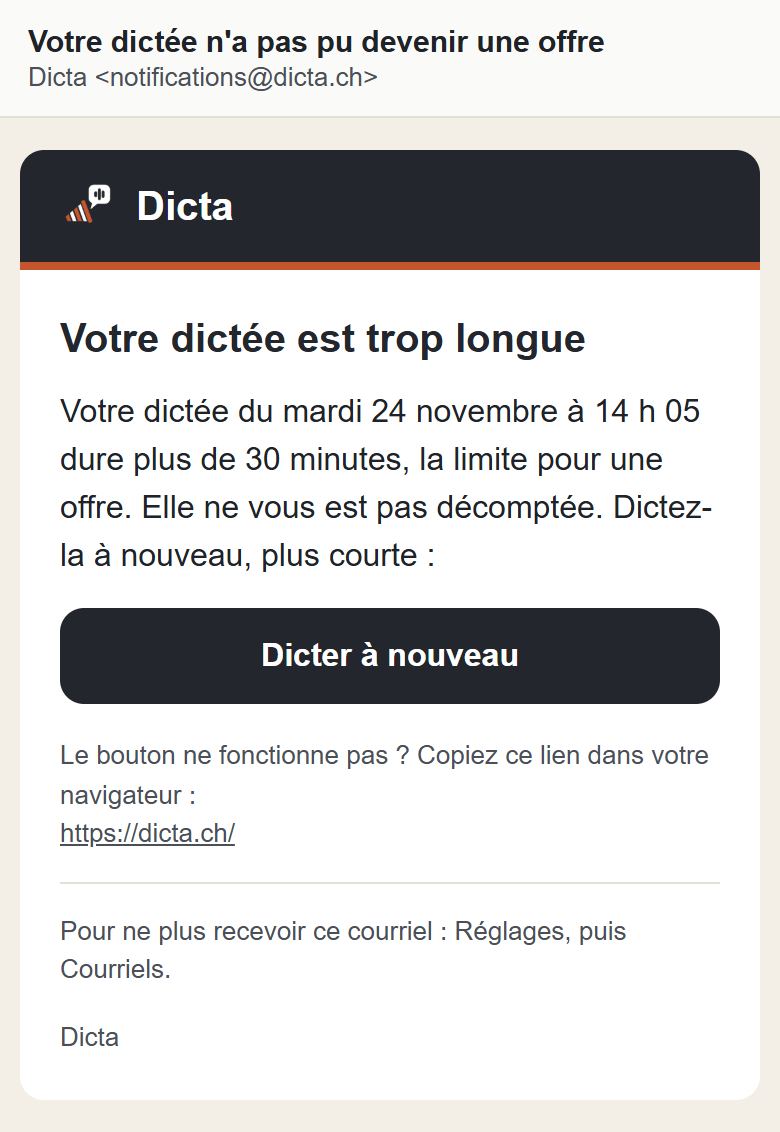 Votre dictée n'a pas pu devenir une offre
Dicta <notifications@dicta.ch>
Dicta
Votre dictée est trop longue
Votre dictée du mardi 24 novembre à 14 h 05
dure plus de 30 minutes, la limite pour une
offre. Elle ne vous est pas décomptée. Dictez-
la à nouveau, plus courte :
Dicter à nouveau
Le bouton ne fonctionne pas ? Copiez ce lien dans votre
navigateur :
https://dicta.ch/
Pour ne plus recevoir ce courriel : Réglages, puis
Courriels.
Dicta